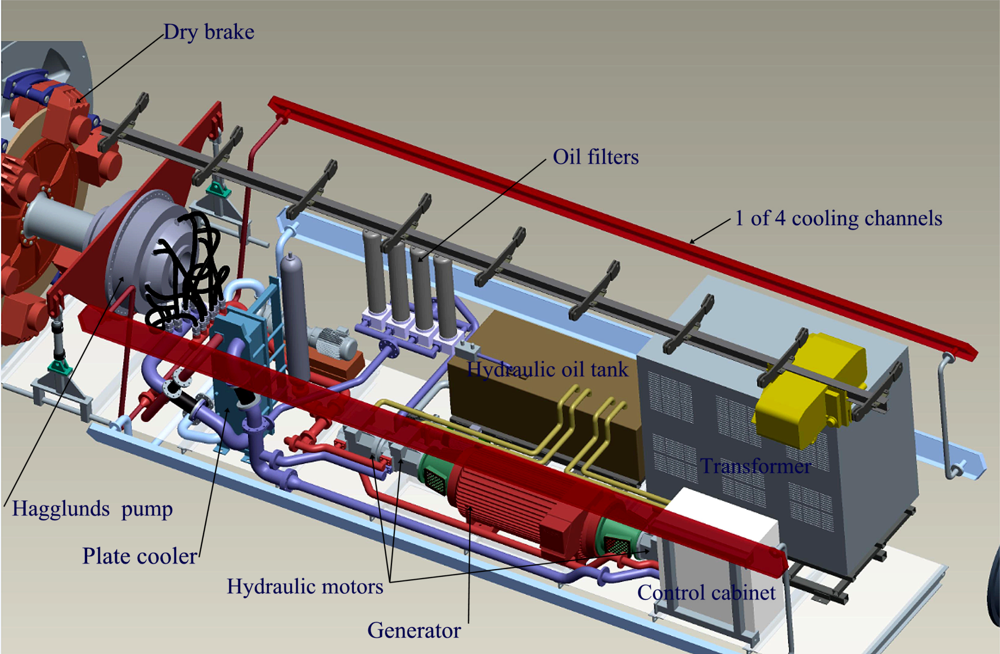 Dry brake
Oil filters
1 of 4 cooling channels
Hydraulic oil tank
Transformer
Hagglunds pump
Plate cooler
Hydraulic motors
Control cabinet
Generator